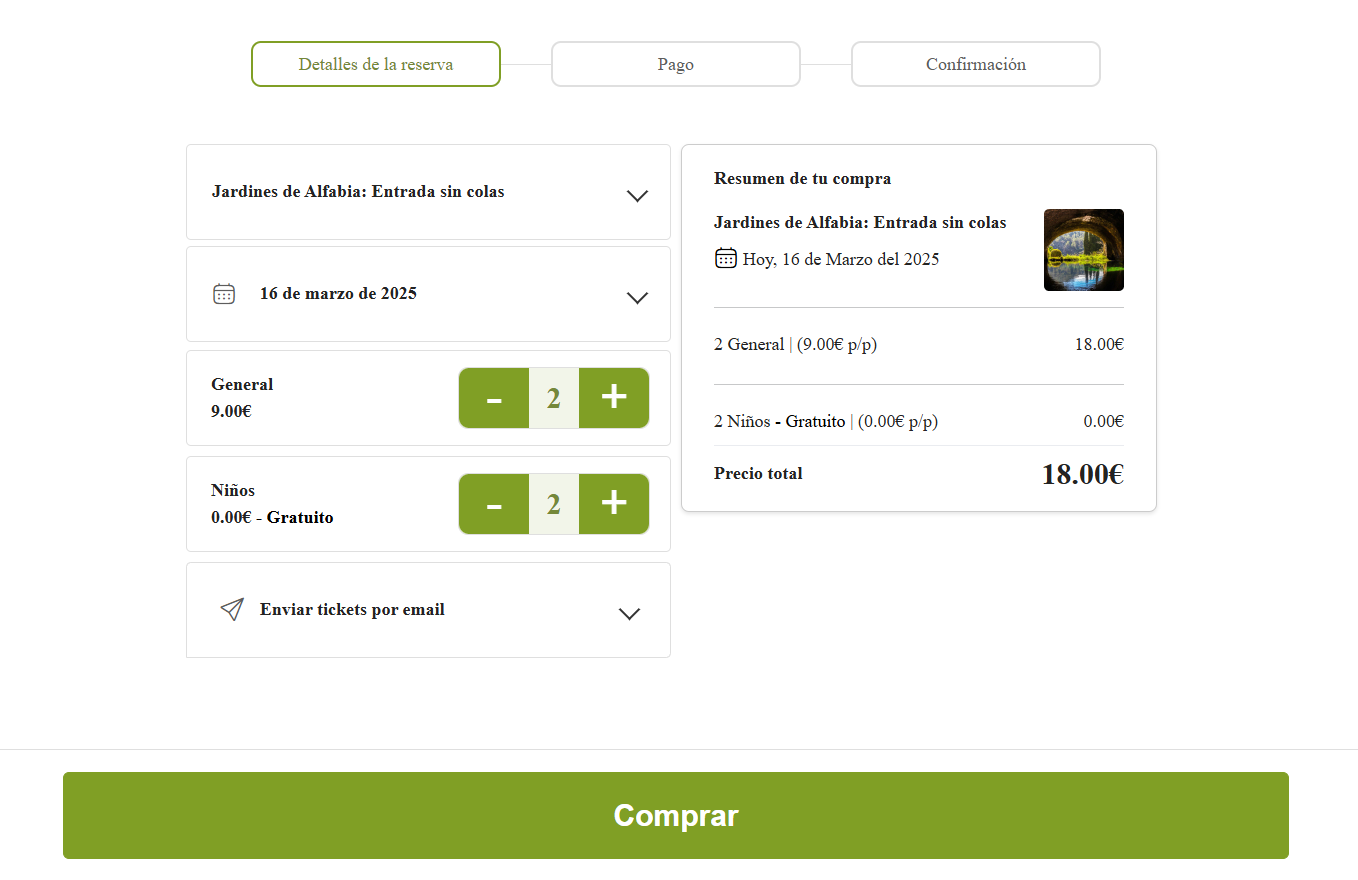 Detalles de la reserva
Pago
Confirmación
Jardines de Alfabia: Entrada sin colas
16 de marzo de 2025
General
9.00€
- 2 +
Niños
0.00€ - Gratuito
- 2 +
Enviar tickets por email
Resumen de tu compra
Jardines de Alfabia: Entrada sin colas
Hoy, 16 de Marzo del 2025
2 General | (9.00€ p/p) 18.00€
2 Niños - Gratuito | (0.00€ p/p) 0.00€
Precio total 18.00€
Comprar